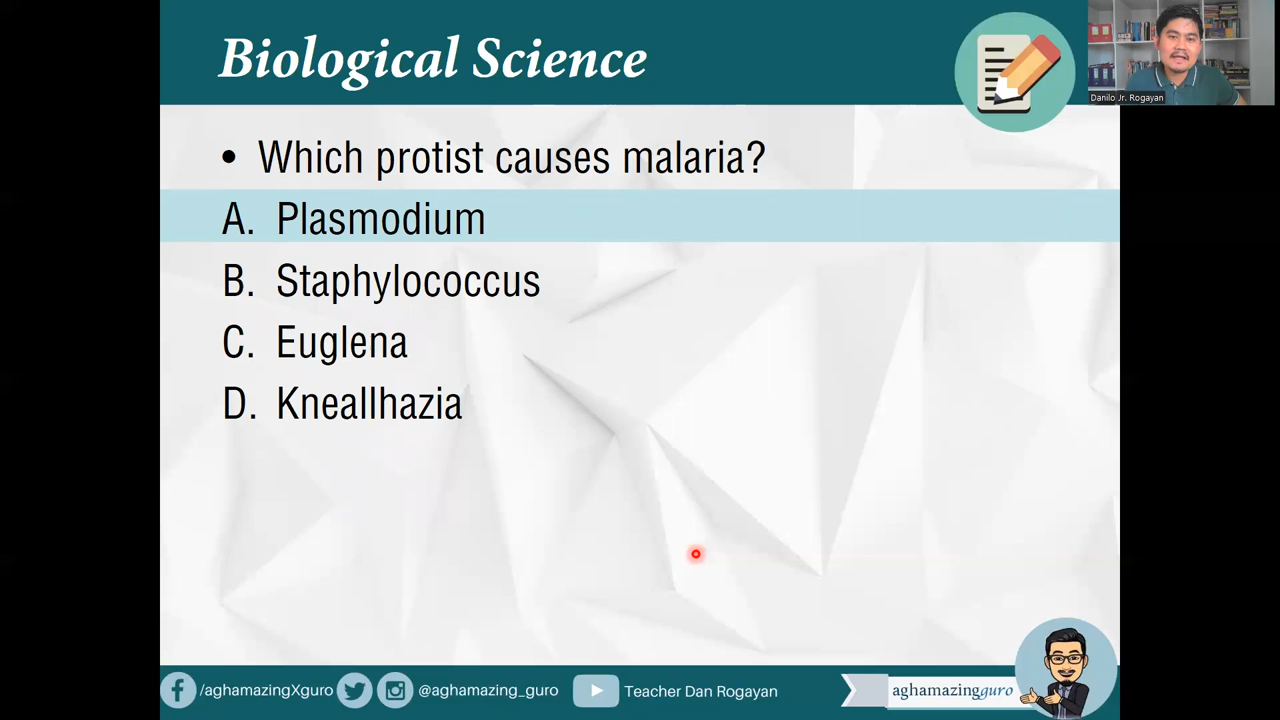 Biological Science
Danilo Jr. Rogayan
• Which protist causes malaria?
A. Plasmodium
B. Staphylococcus
C. Euglena
D. Kneallhazia
/aghamazingXguro @aghamazing_guro Teacher Dan Rogayan aghamazingguro